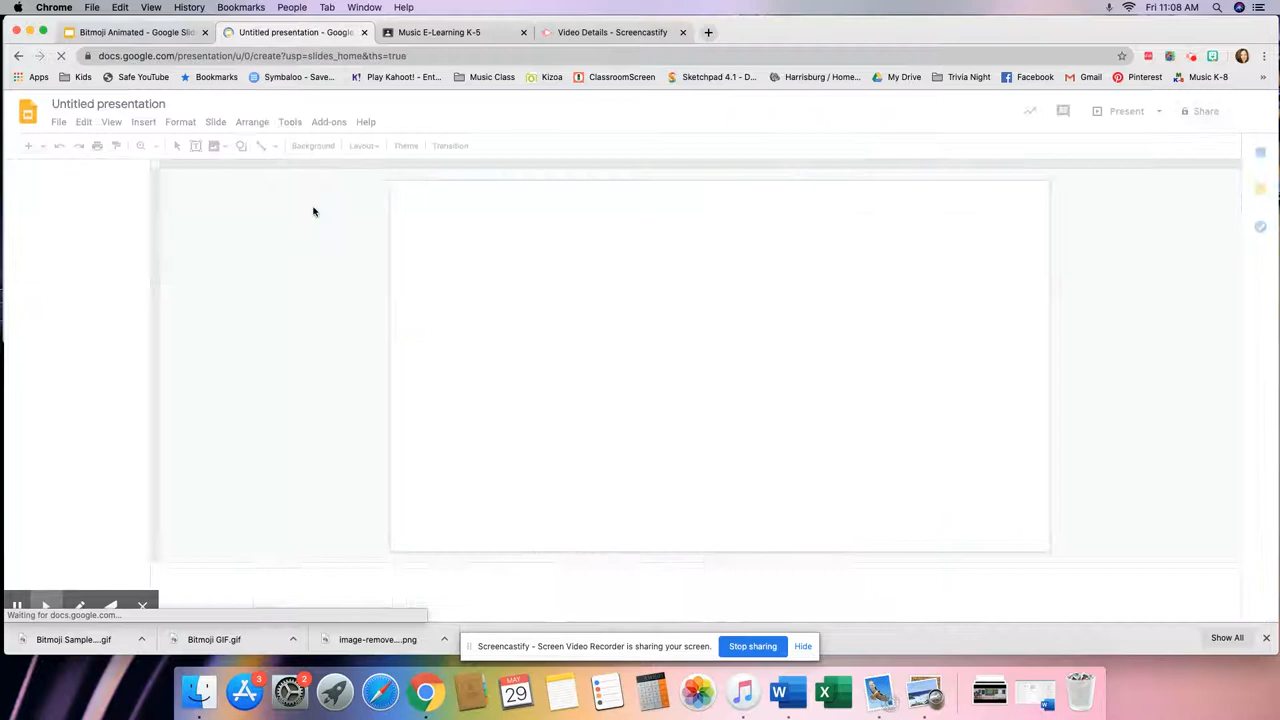 Chrome File Edit View History Bookmarks People Tab Window Help Fri 11:08 AM
Bitmoji Animated - Google Slid Untitled presentation - Google Music E-Learning K-5 Video Details - Screencastify
docs.google.com/presentation/u/0/create?usp=slides_home&ths=true
Apps Kids Safe YouTube Bookmarks Symbaloo - Save... Play Kahoot! - Ent... Music Class Kizoa ClassroomScreen Sketchpad 4.1 - D... Harrisburg / Home... My Drive Trivia Night Facebook Gmail Pinterest Music K-8 »
Untitled presentation
File Edit View Insert Format Slide Arrange Tools Add-ons Help
Present Share
Background Layout Theme Transition
Waiting for docs.google.com...
Bitmoji Sample....gif Bitmoji GIF.gif image-remove....png Show All
Screencastify - Screen Video Recorder is sharing your screen. Stop sharing Hide
3 2 MAY 29 W X